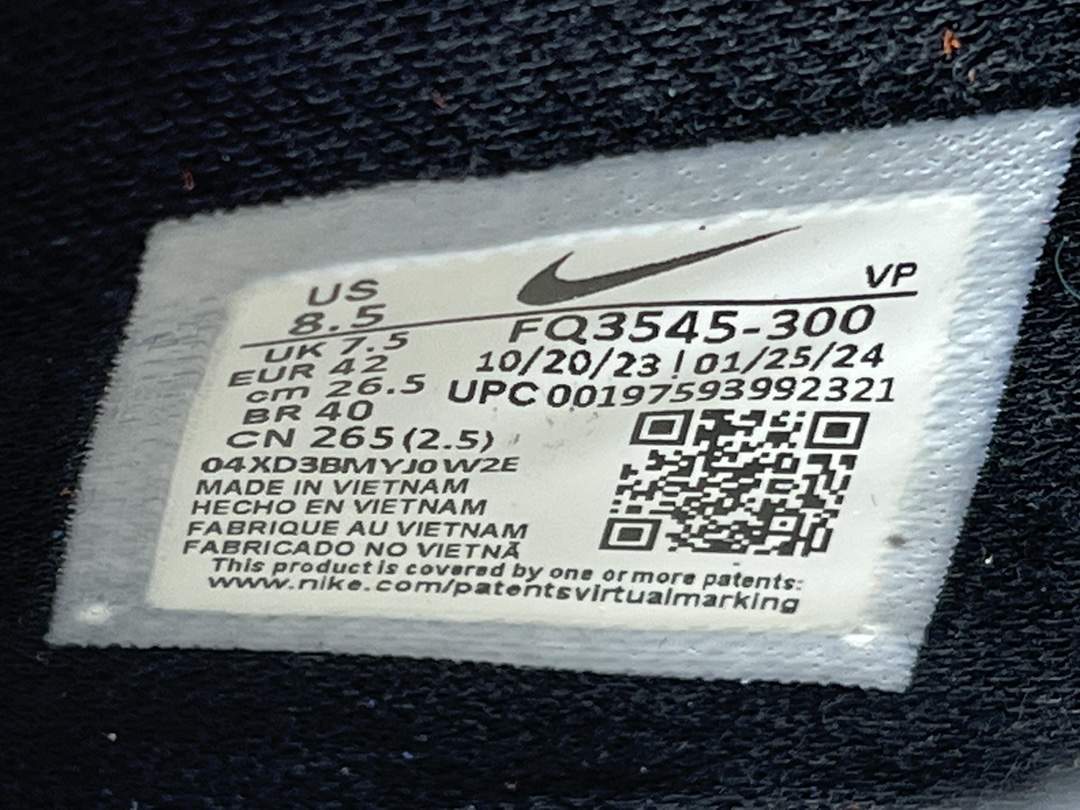 US
8.5
UK 7.5
EUR 42
cm 26.5
BR 40
CN 265(2.5)
VP
FQ3545-300
10/20/23 | 01/25/24
UPC 00197593992321
04XD3BMYJ0W2E
MADE IN VIETNAM
HECHO EN VIETNAM
FABRIQUE AU VIETNAM
FABRICADO NO VIETNÃ
This product is covered by one or more patents:
www.nike.com/patentsvirtualmarking